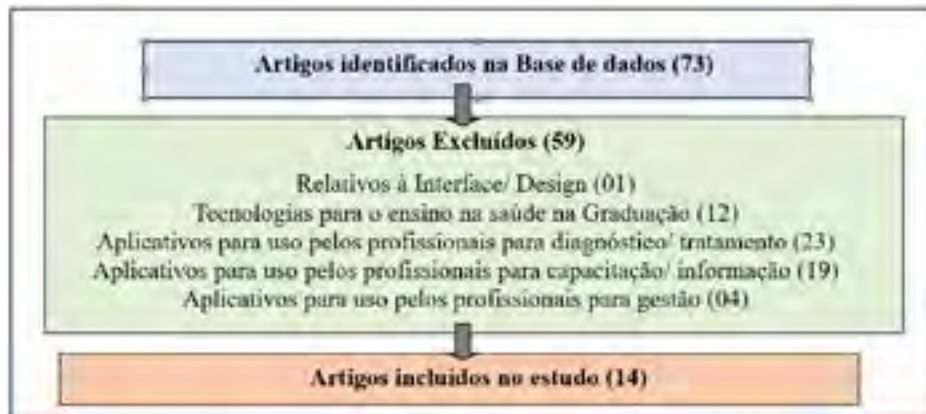 Artigos identificados na Base de dados (73)
Artigos Excluídos (59)
Relativos à Interface/ Design (01)
Tecnologias para o ensino na saúde na Graduação (12)
Aplicativos para uso pelos profissionais para diagnóstico/ tratamento (23)
Aplicativos para uso pelos profissionais para capacitação/ informação (19)
Aplicativos para uso pelos profissionais para gestão (04)
Artigos incluídos no estudo (14)